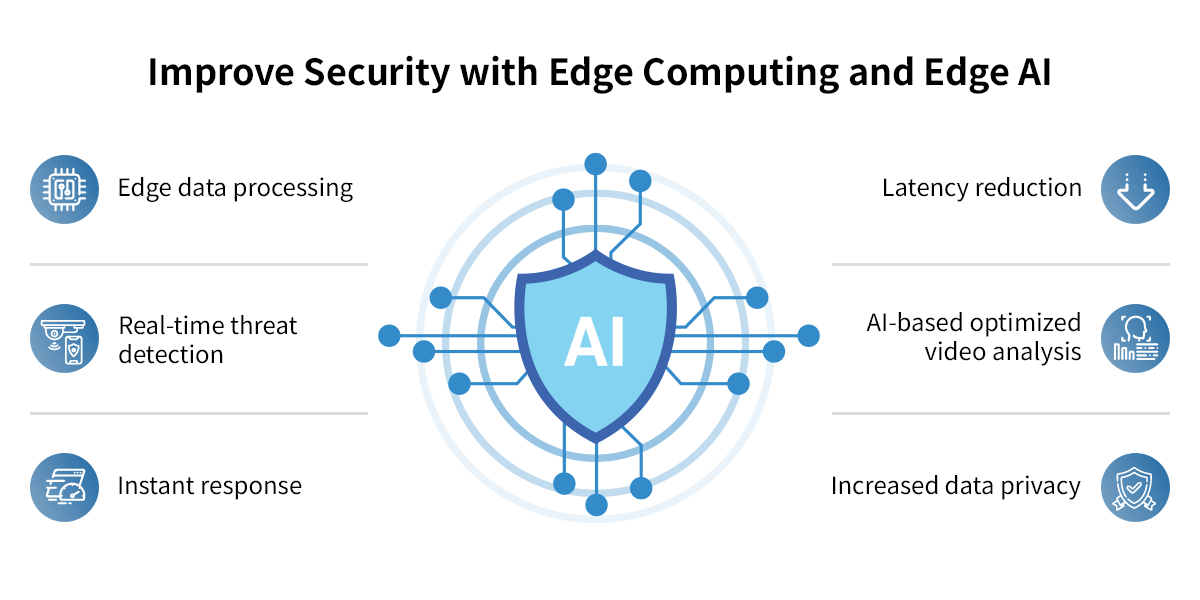 Improve Security with Edge Computing and Edge AI
Edge data processing
Real-time threat
detection
Instant response
AI
Latency reduction
AI-based optimized
video analysis
Increased data privacy